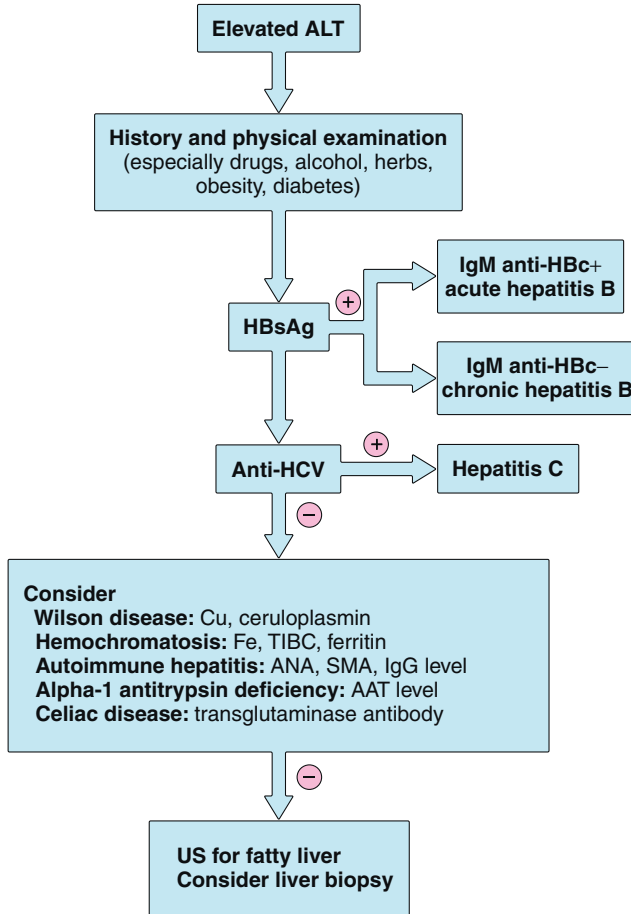 Elevated ALT
History and physical examination
(especially drugs, alcohol, herbs,
obesity, diabetes)
HBsAg
+
IgM anti-HBc+
acute hepatitis B
IgM anti-HBc−
chronic hepatitis B
Anti-HCV
+
Hepatitis C
−
Consider
Wilson disease: Cu, ceruloplasmin
Hemochromatosis: Fe, TIBC, ferritin
Autoimmune hepatitis: ANA, SMA, IgG level
Alpha-1 antitrypsin deficiency: AAT level
Celiac disease: transglutaminase antibody
−
US for fatty liver
Consider liver biopsy